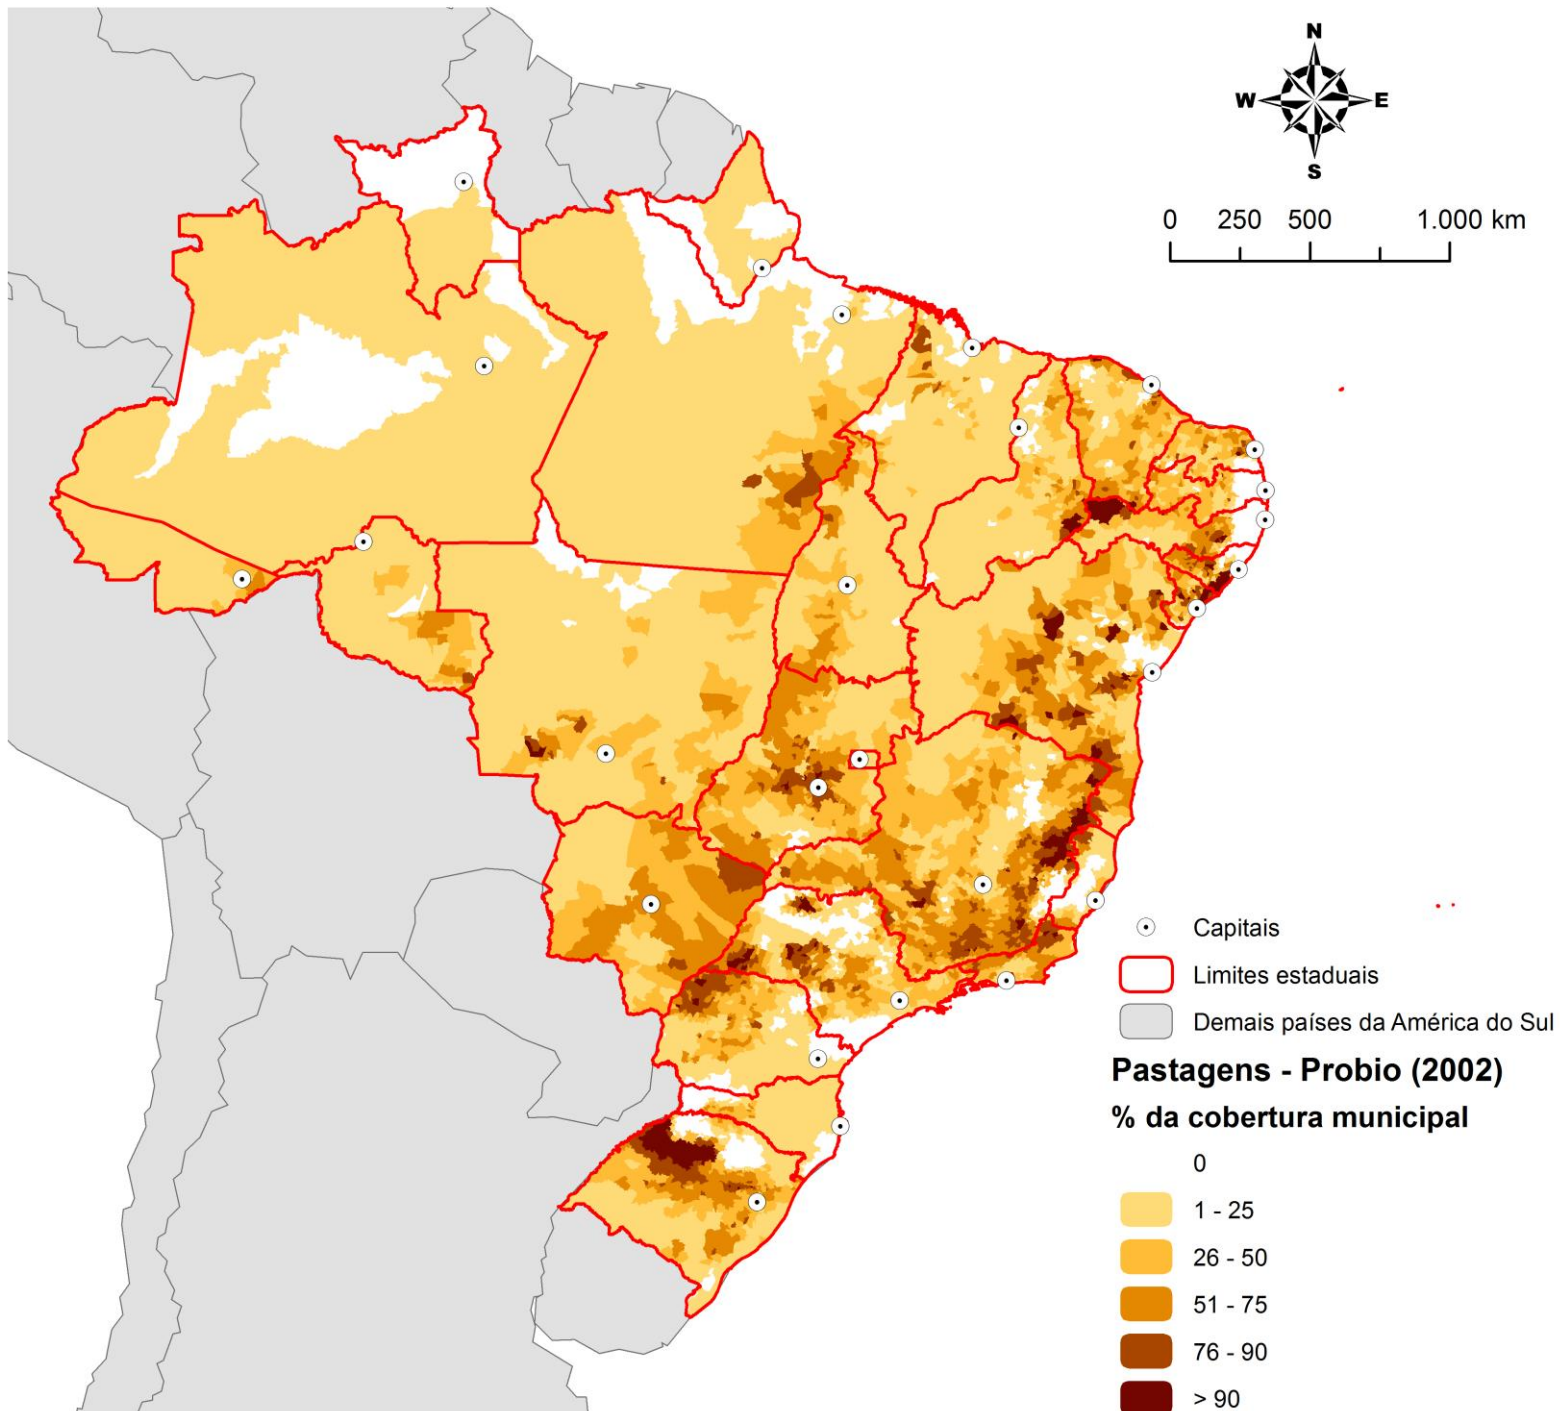 N
W E
S
0 250 500 1.000 km
Capitais
Limites estaduais
Demais países da América do Sul
Pastagens - Probio (2002)
% da cobertura municipal
0
1 - 25
26 - 50
51 - 75
76 - 90
> 90